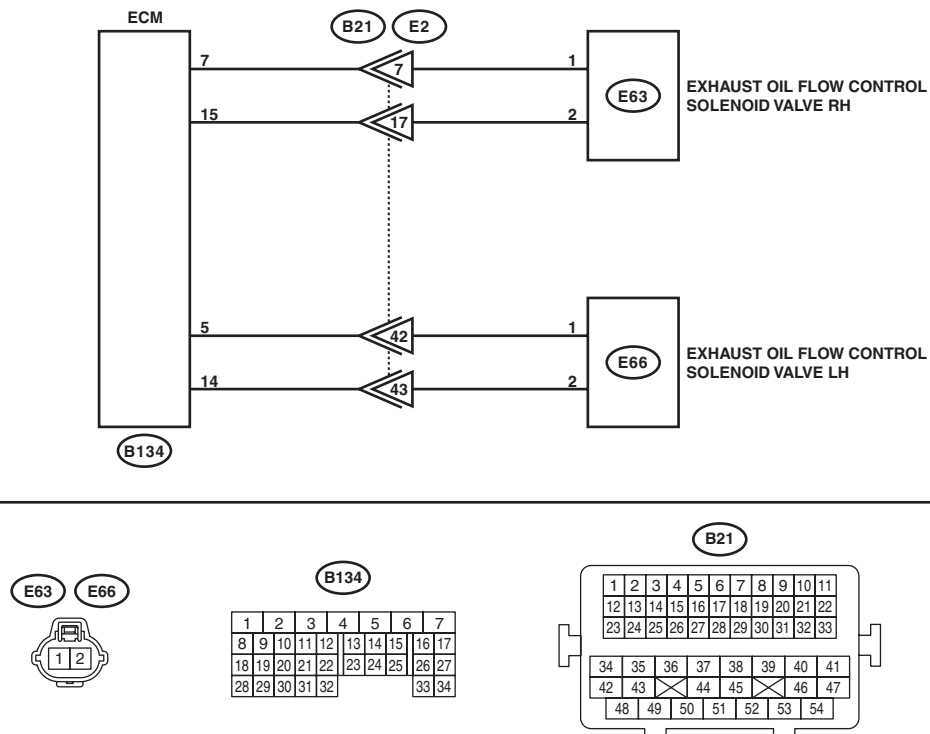 ECM
B21 E2
7 7 1
E63
EXHAUST OIL FLOW CONTROL
SOLENOID VALVE RH
15 17 2
5 42 1
E66
EXHAUST OIL FLOW CONTROL
SOLENOID VALVE LH
14 43 2
B134
E63 E66
1 2
B134
1 2 3 4 5 6 7
8 9 10 11 12 13 14 15 16 17
18 19 20 21 22 23 24 25 26 27
28 29 30 31 32 33 34
B21
1 2 3 4 5 6 7 8 9 10 11
12 13 14 15 16 17 18 19 20 21 22
23 24 25 26 27 28 29 30 31 32 33
34 35 36 37 38 39 40 41
42 43 44 45 46 47
48 49 50 51 52 53 54